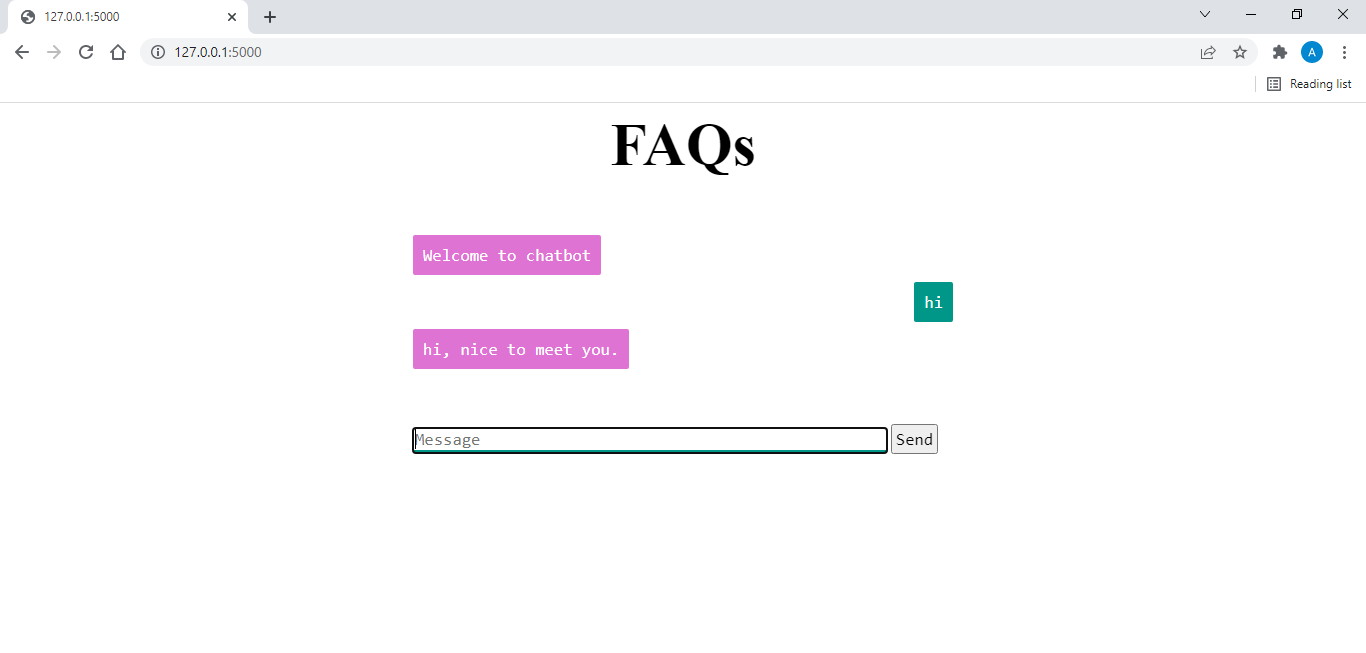 127.0.0.1:5000
127.0.0.1:5000
A
Reading list
FAQs
Welcome to chatbot
hi
hi, nice to meet you.
Message
Send